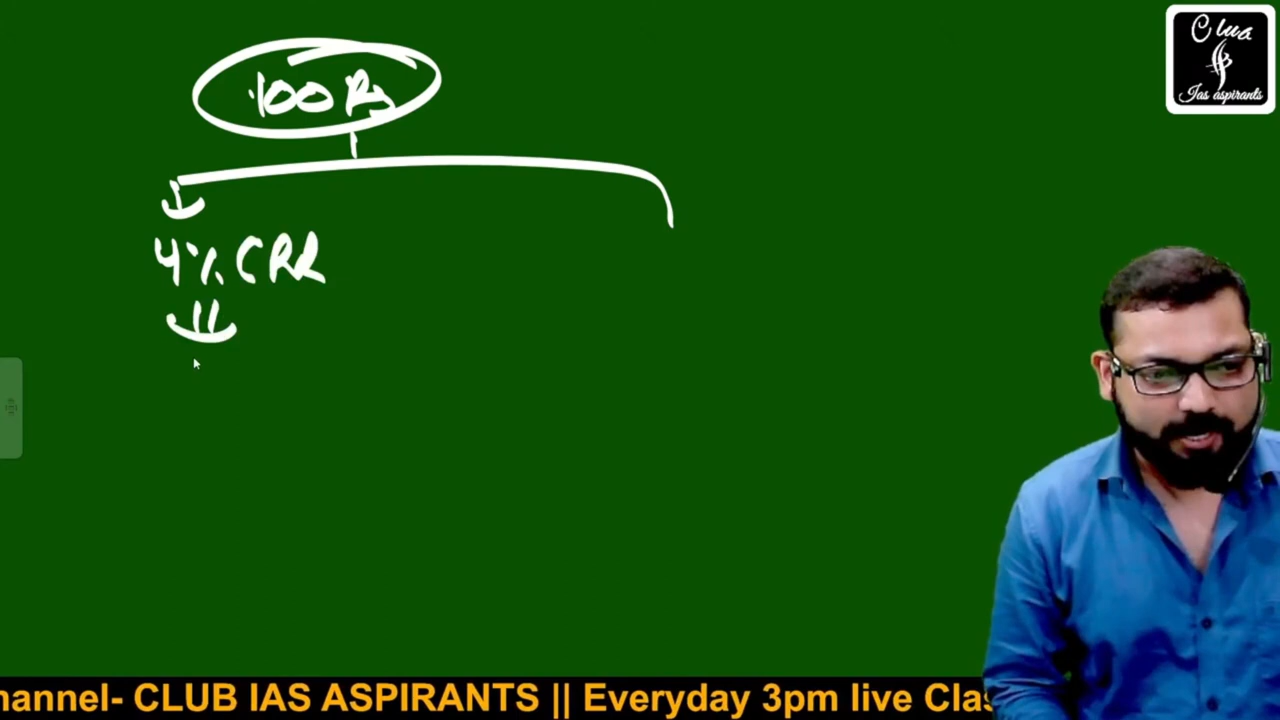 100 Rs
Club
Ias aspirants
4% CRR
hannel- CLUB IAS ASPIRANTS || Everyday 3pm live Clas